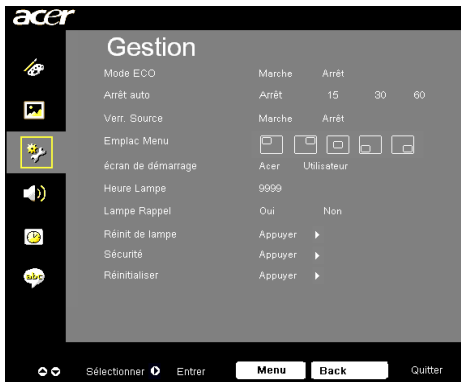 acer
Gestion
Mode ECO Marche Arrêt
Arrêt auto Arrêt 15 30 60
Verr. Source Marche Arrêt
Emplac Menu
écran de démarrage Acer Utilisateur
Heure Lampe 9999
Lampe Rappel Oui Non
Réinit de lampe Appuyer
Sécurité Appuyer
Réinitialiser Appuyer
abc
Sélectionner Entrer Menu Back Quitter